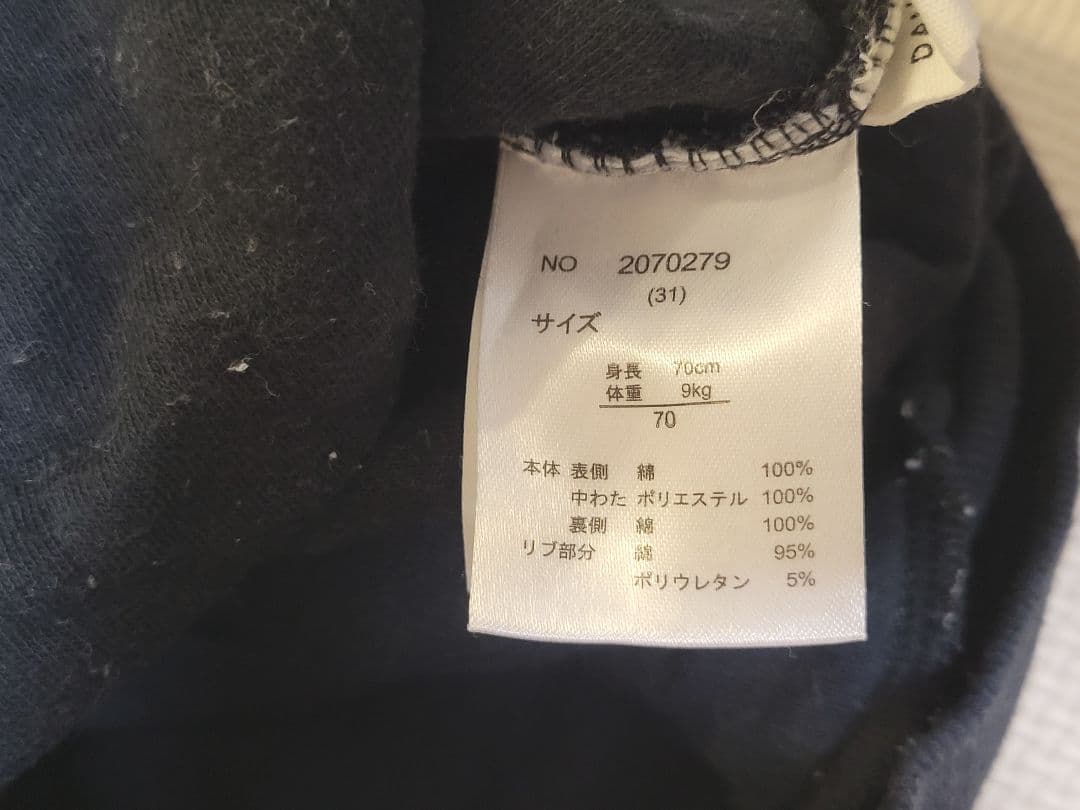 NO 2070279
(31)
サイズ
身長 70cm
体重 9kg
70
本体 表側 綿 100%
中わた ポリエステル 100%
裏側 綿 100%
リブ部分 綿 95%
ポリウレタン 5%